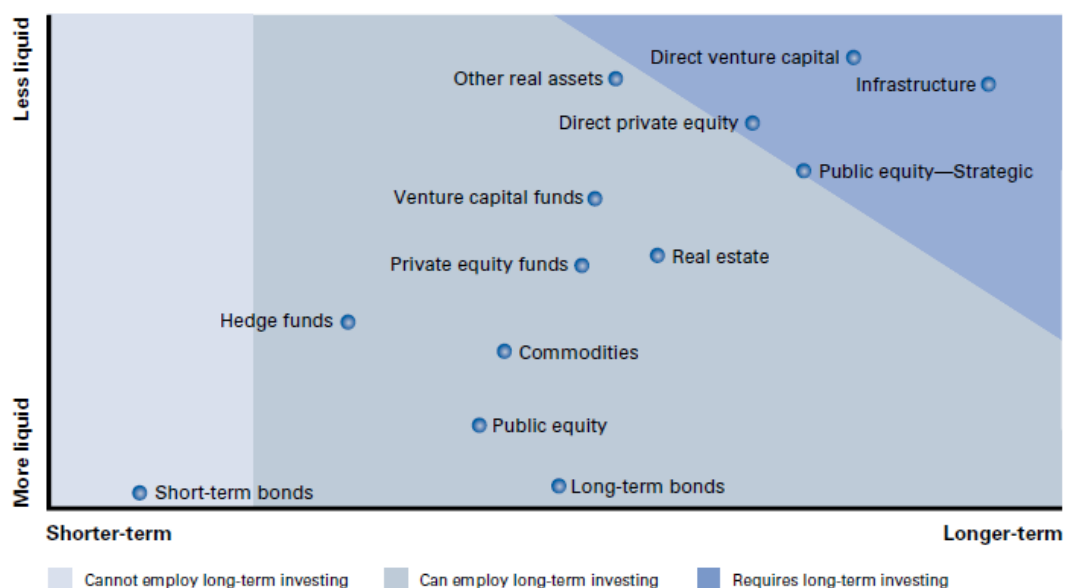 Less liquid
Direct venture capital
Other real assets
Infrastructure
Direct private equity
Public equity—Strategic
Venture capital funds
Real estate
Private equity funds
Hedge funds
Commodities
More liquid
Public equity
Short-term bonds
Long-term bonds
Shorter-term
Longer-term
Cannot employ long-term investing
Can employ long-term investing
Requires long-term investing